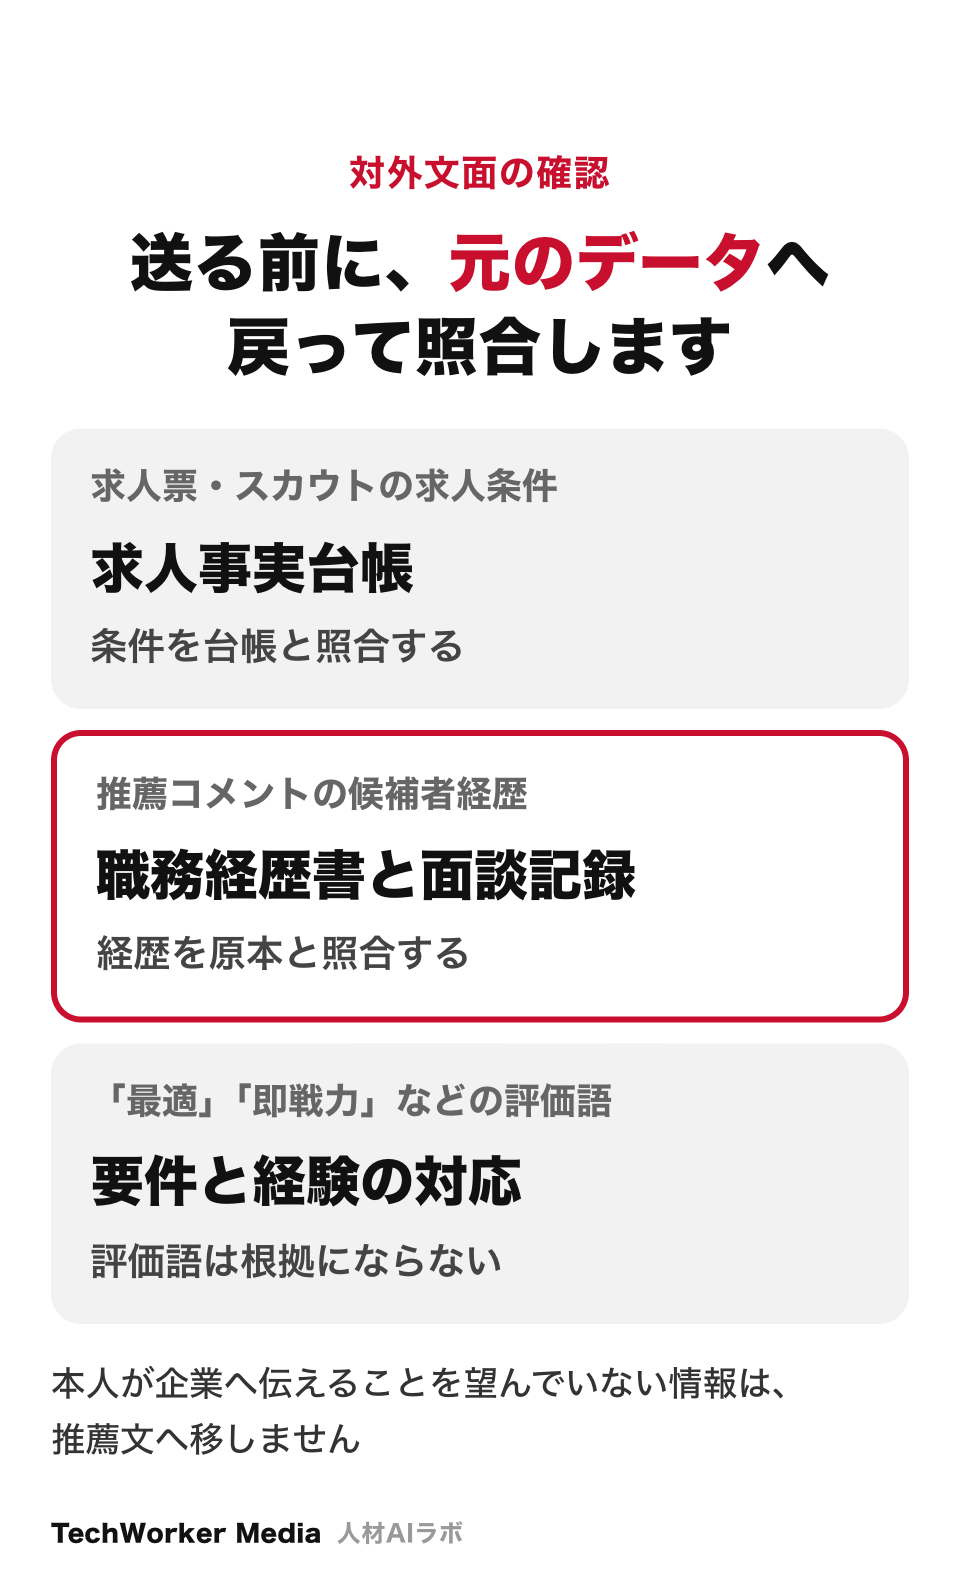 対外文面の確認
送る前に、元のデータへ
戻って照合します
求人票・スカウトの求人条件
求人事実台帳
条件を台帳と照合する
推薦コメントの候補者経歴
職務経歴書と面談記録
経歴を原本と照合する
「最適」「即戦力」などの評価語
要件と経験の対応
評価語は根拠にならない
本人が企業へ伝えることを望んでいない情報は、
推薦文へ移しません
TechWorker Media 人材AIラボ